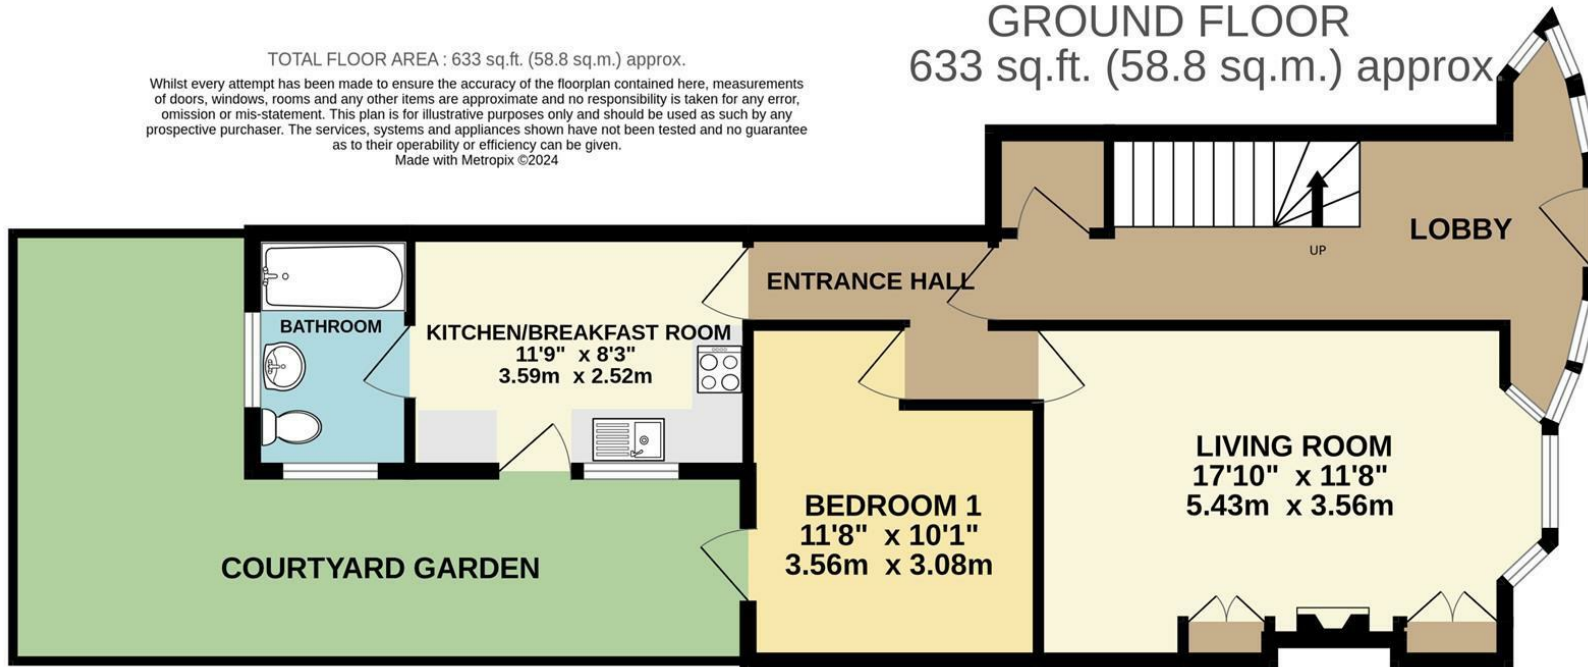 GROUND FLOOR
633 sq.ft. (58.8 sq.m.) approx.
TOTAL FLOOR AREA : 633 sq.ft. (58.8 sq.m.) approx.
Whilst every attempt has been made to ensure the accuracy of the floorplan contained here, measurements
of doors, windows, rooms and any other items are approximate and no responsibility is taken for any error,
omission or mis-statement. This plan is for illustrative purposes only and should be used as such by any
prospective purchaser. The services, systems and appliances shown have not been tested and no guarantee
as to their operability or efficiency can be given.
Made with Metropix ©2024
LOBBY
UP
ENTRANCE HALL
BATHROOM
KITCHEN/BREAKFAST ROOM
11'9" x 8'3"
3.59m x 2.52m
LIVING ROOM
17'10" x 11'8"
5.43m x 3.56m
BEDROOM 1
11'8" x 10'1"
3.56m x 3.08m
COURTYARD GARDEN